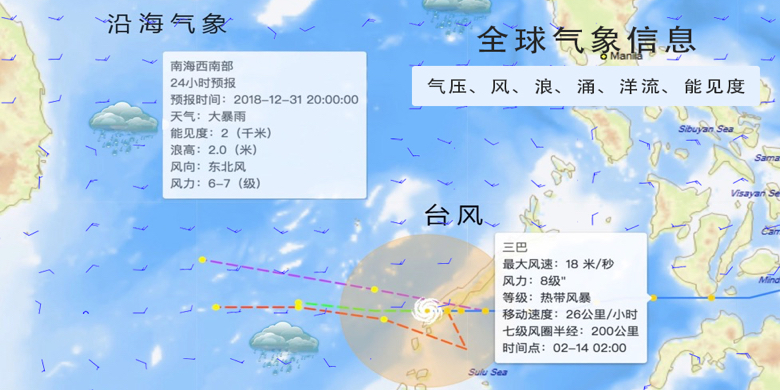 沿海气象
全球气象信息
Manila
南海西南部
24小时预报
预报时间：2018-12-31 20:00:00
天气：大暴雨
能见度：2（千米）
浪高：2.0（米）
风向：东北风
风力：6-7（级）
气压、风、浪、涌、洋流、能见度
Sibuyan Sea
Sama
Visayan Se
台风
Cam
三巴
最大风速：18 米/秒
风力：8级"
等级：热带风暴
移动速度：26公里/小时
七级风圈半经：200公里
时间点：02-14 02:00
Mind
Sulu Sea